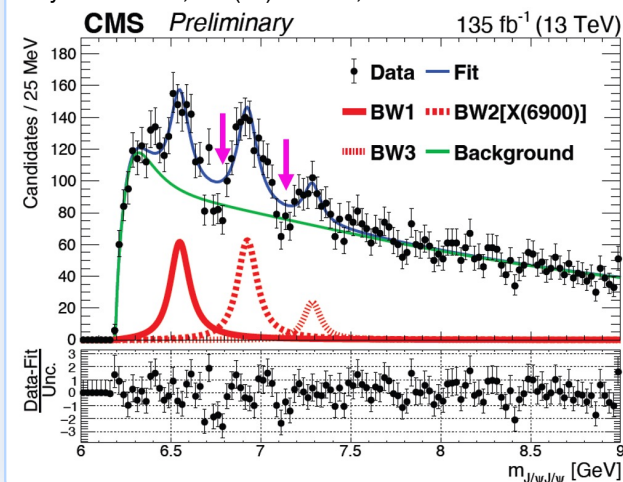 CMS Preliminary 135 fb⁻¹ (13 TeV)
Candidates / 25 MeV
180
160
140
120
100
80
60
40
20
0
Data Fit
BW1 BW2[X(6900)]
BW3 Background
Data-Fit
Unc.
3
2
1
0
−1
−2
−3
6 6.5 7 7.5 8 8.5 9
m_J/ψJ/ψ [GeV]